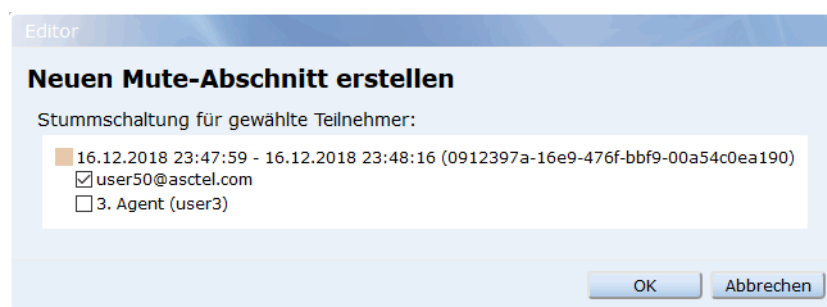 Editor
Neuen Mute-Abschnitt erstellen
Stummschaltung für gewählte Teilnehmer:
16.12.2018 23:47:59 - 16.12.2018 23:48:16 (0912397a-16e9-476f-bbf9-00a54c0ea190)
user50@asctel.com
3. Agent (user3)
OK Abbrechen